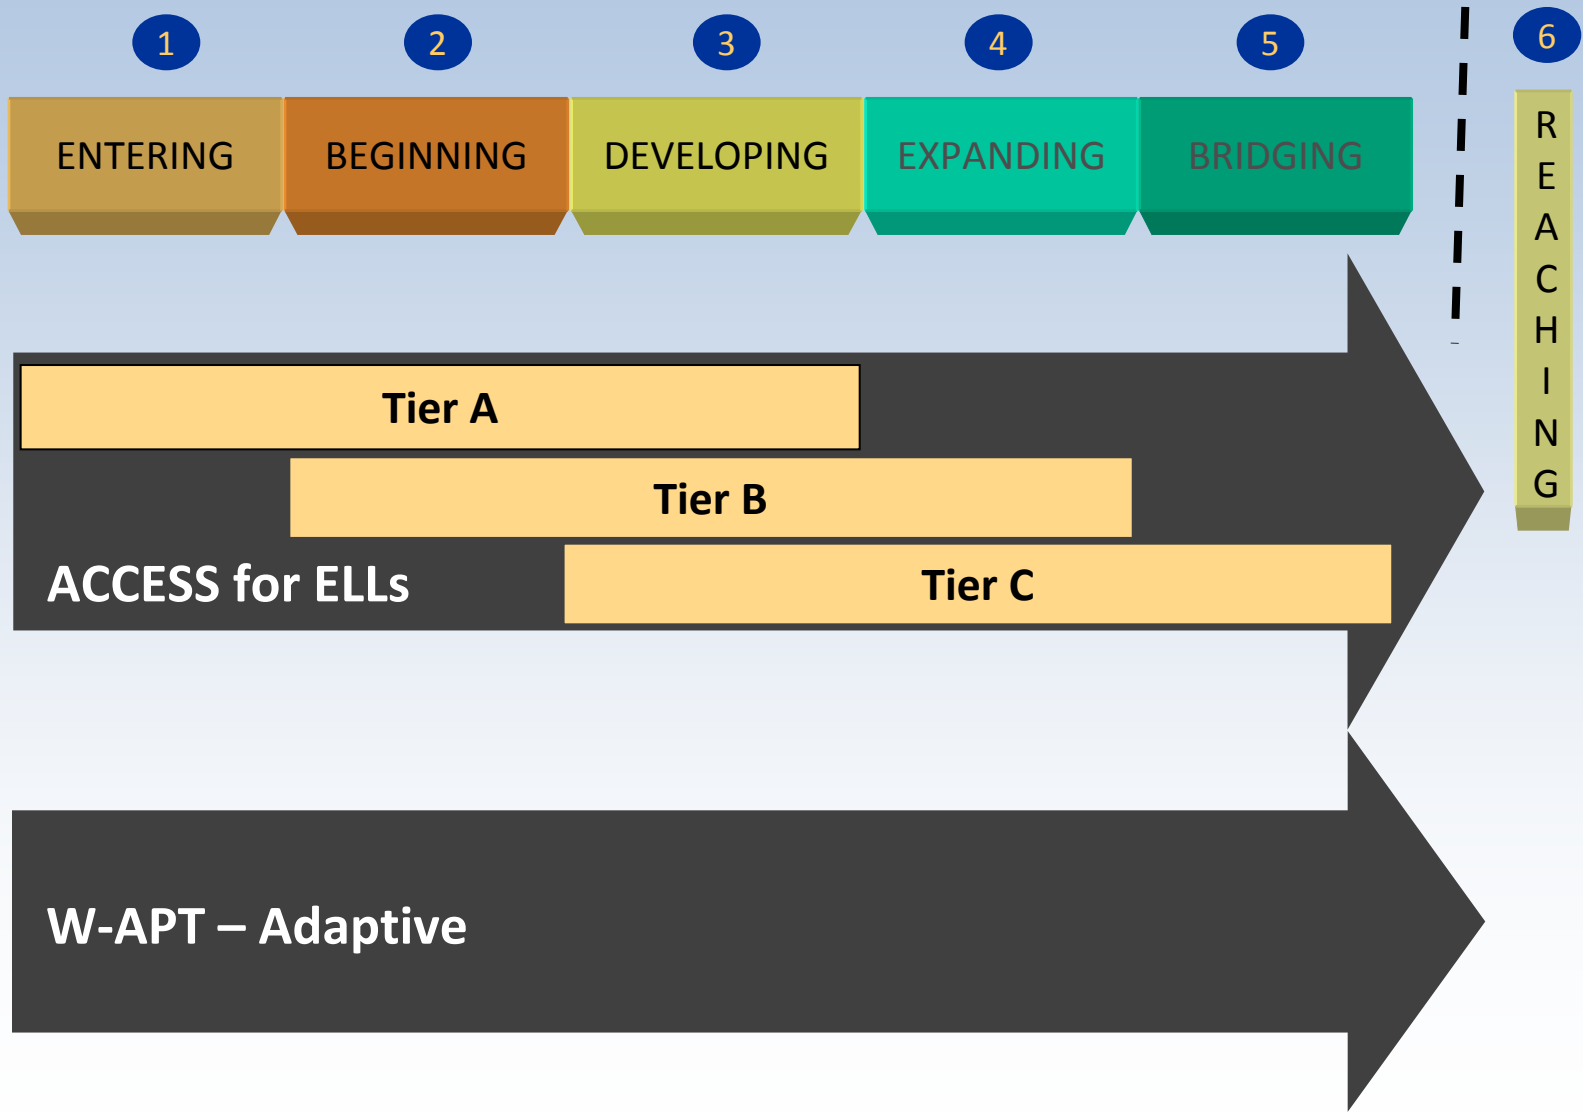 1 2 3 4 5 6
ENTERING BEGINNING DEVELOPING EXPANDING BRIDGING
REACHING
Tier A
Tier B
Tier C
ACCESS for ELLs
W-APT – Adaptive